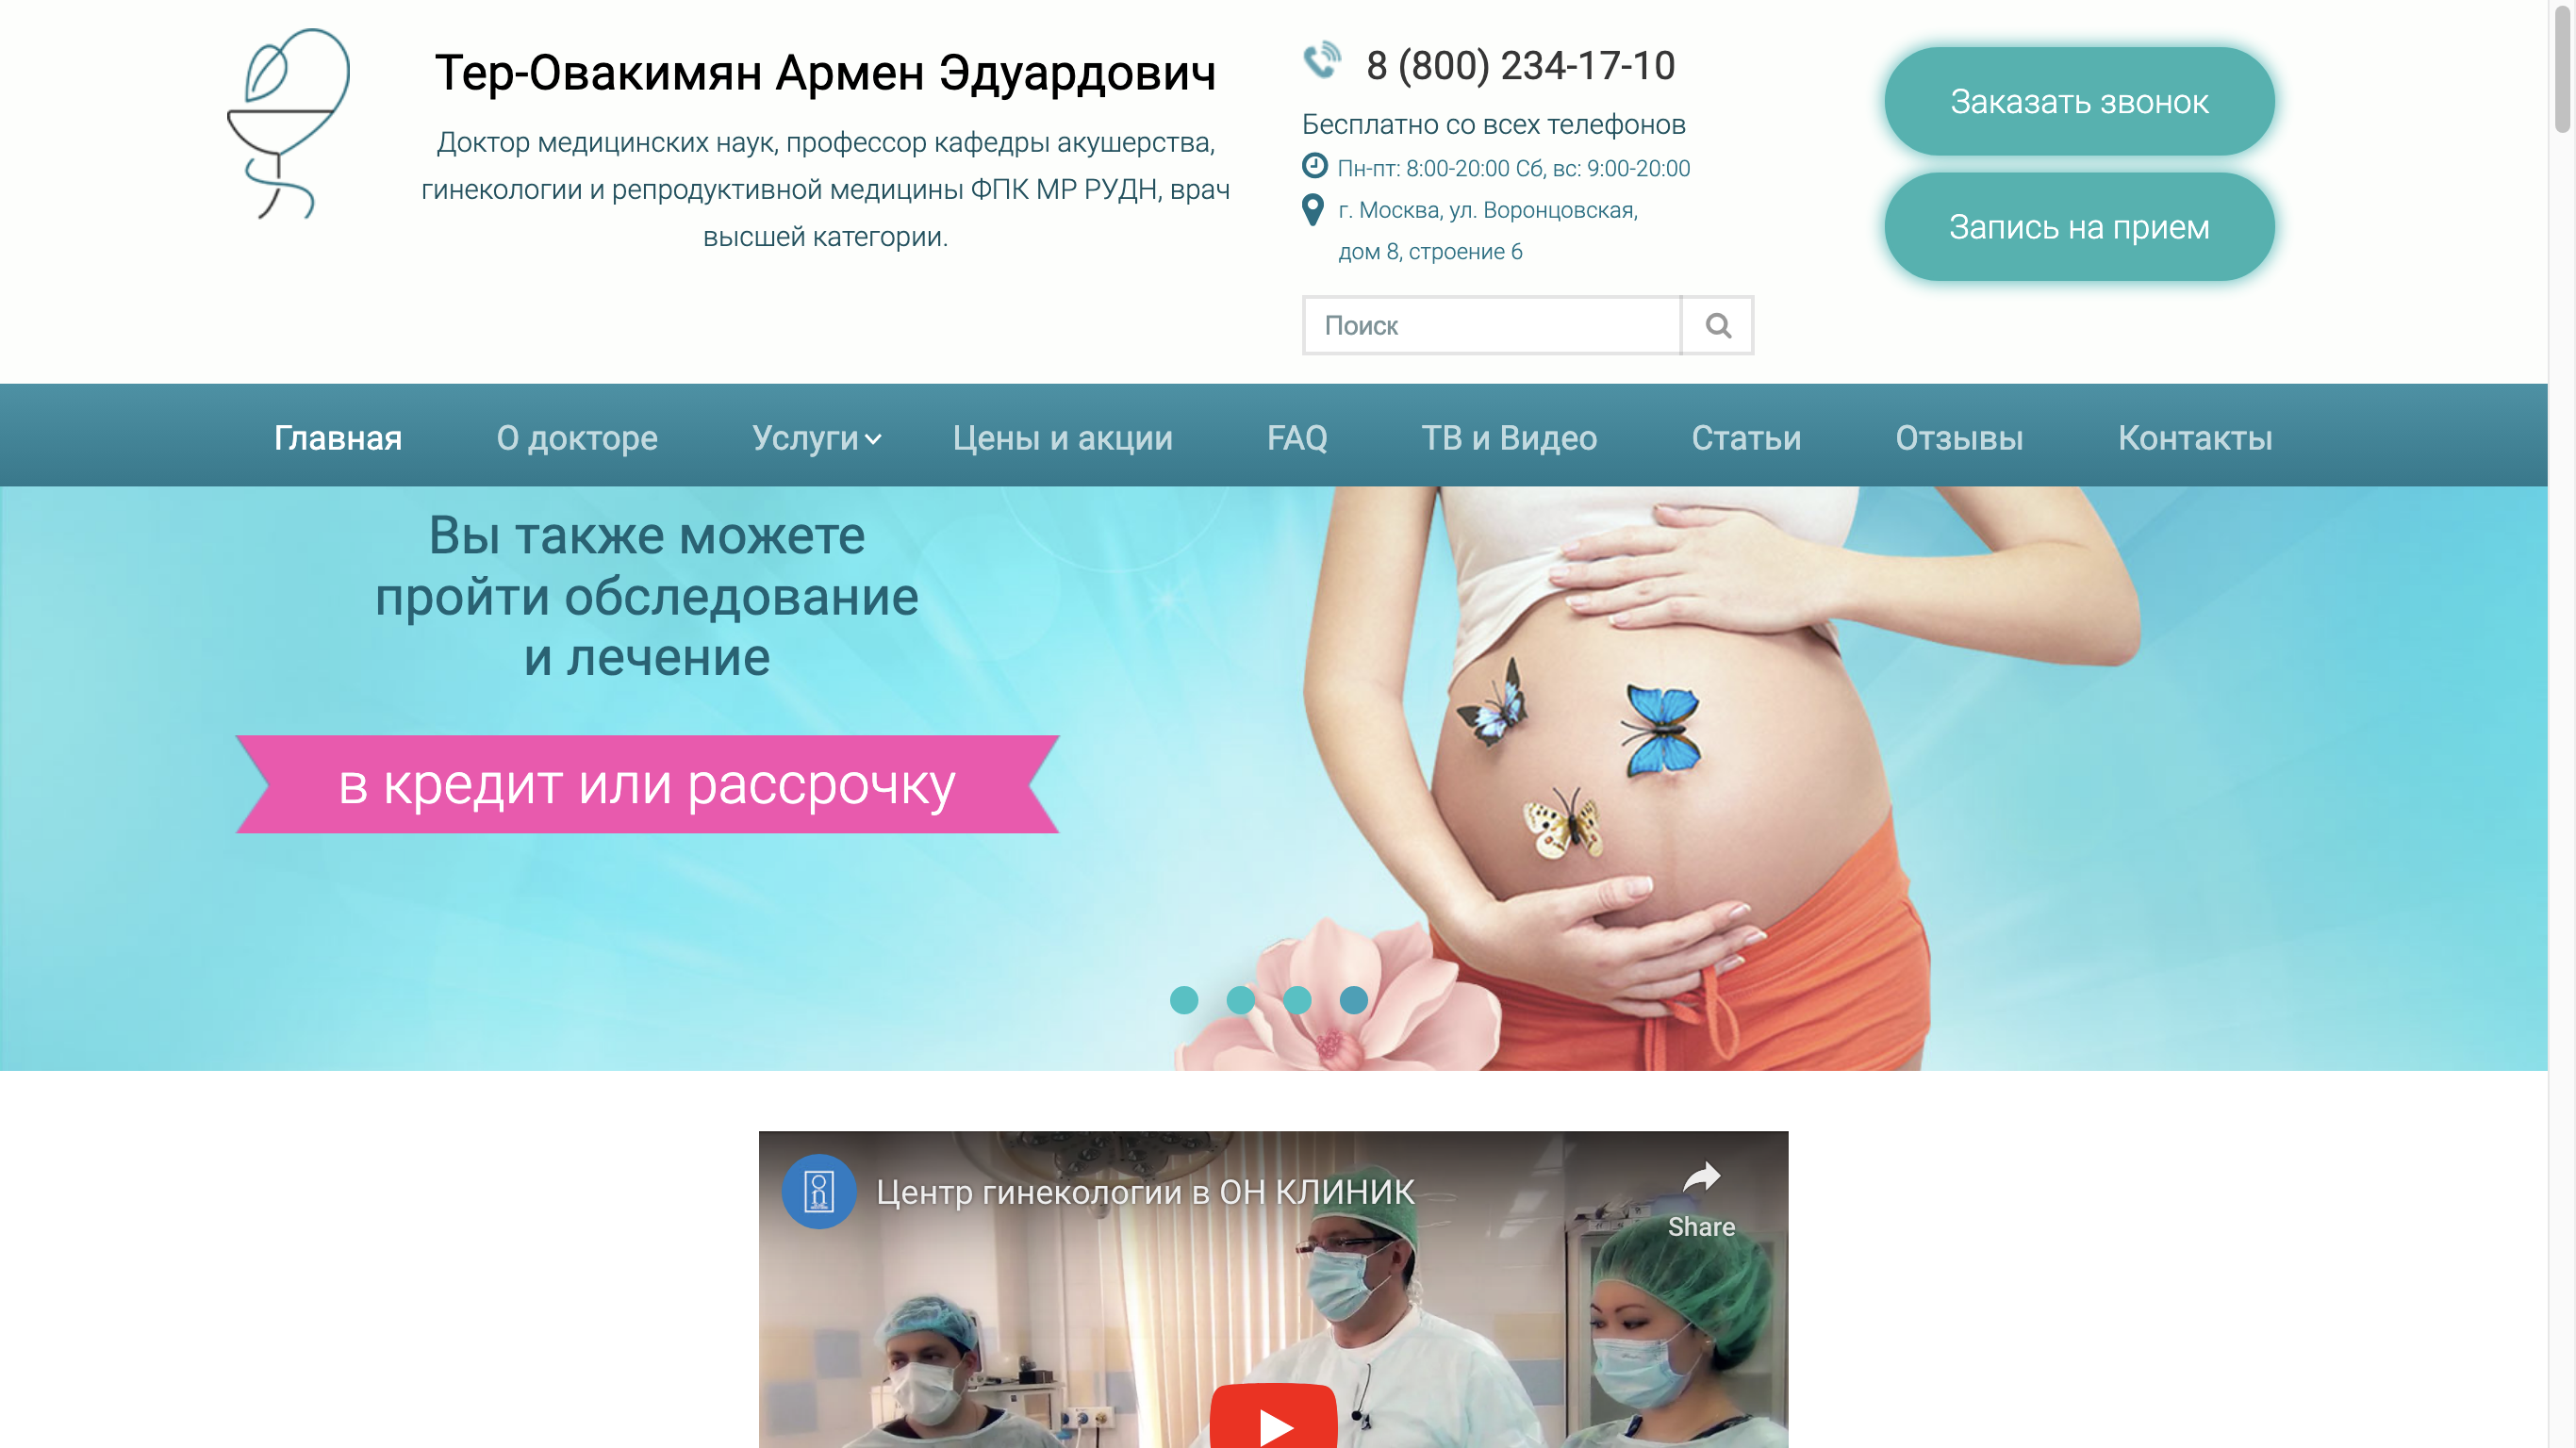 Тер-Овакимян Армен Эдуардович
Доктор медицинских наук, профессор кафедры акушерства,
гинекологии и репродуктивной медицины ФПК МР РУДН, врач
высшей категории.
8 (800) 234-17-10
Бесплатно со всех телефонов
Пн-пт: 8:00-20:00 Сб, вс: 9:00-20:00
г. Москва, ул. Воронцовская,
дом 8, строение 6
Поиск
Заказать звонок
Запись на прием
Главная О докторе Услуги Цены и акции FAQ ТВ и Видео Статьи Отзывы Контакты
Вы также можете
пройти обследование
и лечение
в кредит или рассрочку
Центр гинекологии в ОН КЛИНИК
Share